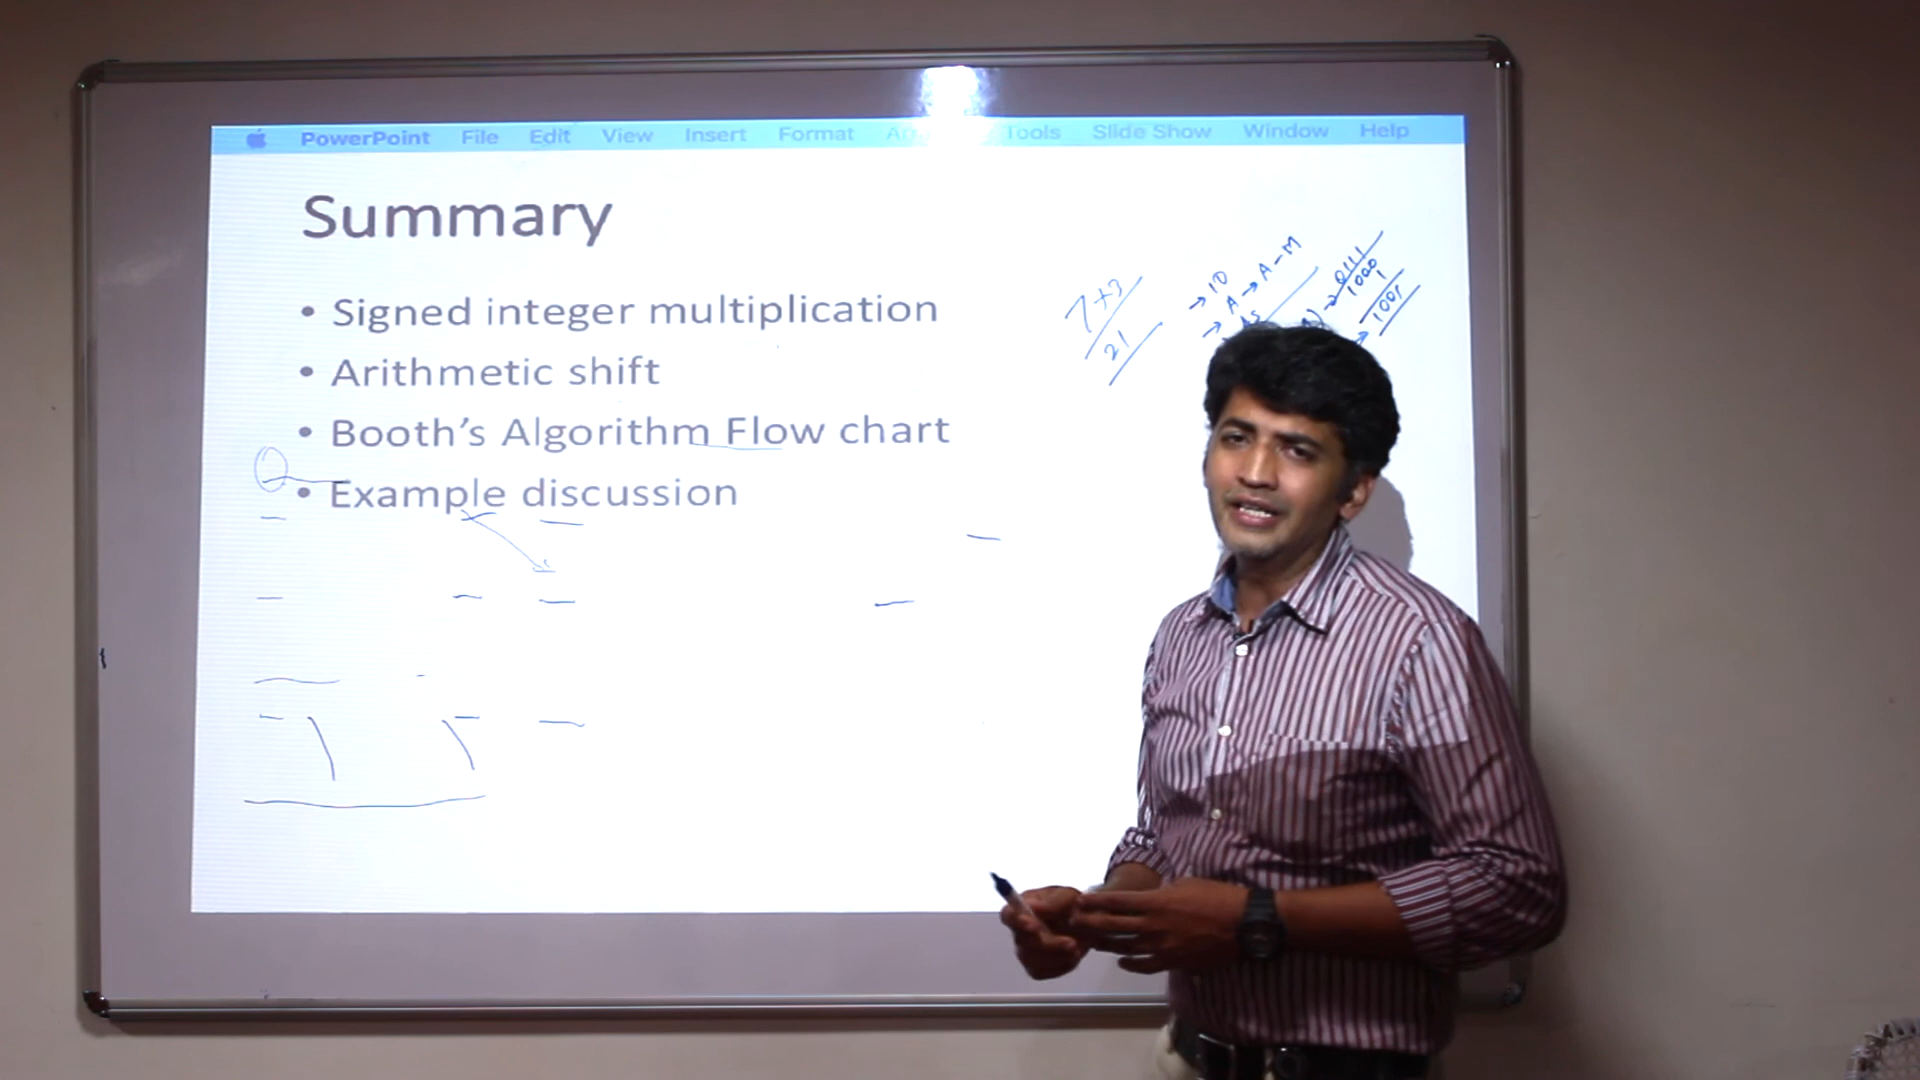 PowerPoint File Edit View Insert Format Tools Slide Show Window Help
Summary
• Signed integer multiplication
• Arithmetic shift
• Booth's Algorithm Flow chart
• Example discussion
Q
7×3
21
→ 10
→ A → A-M
→ 0111
1000
1
1001